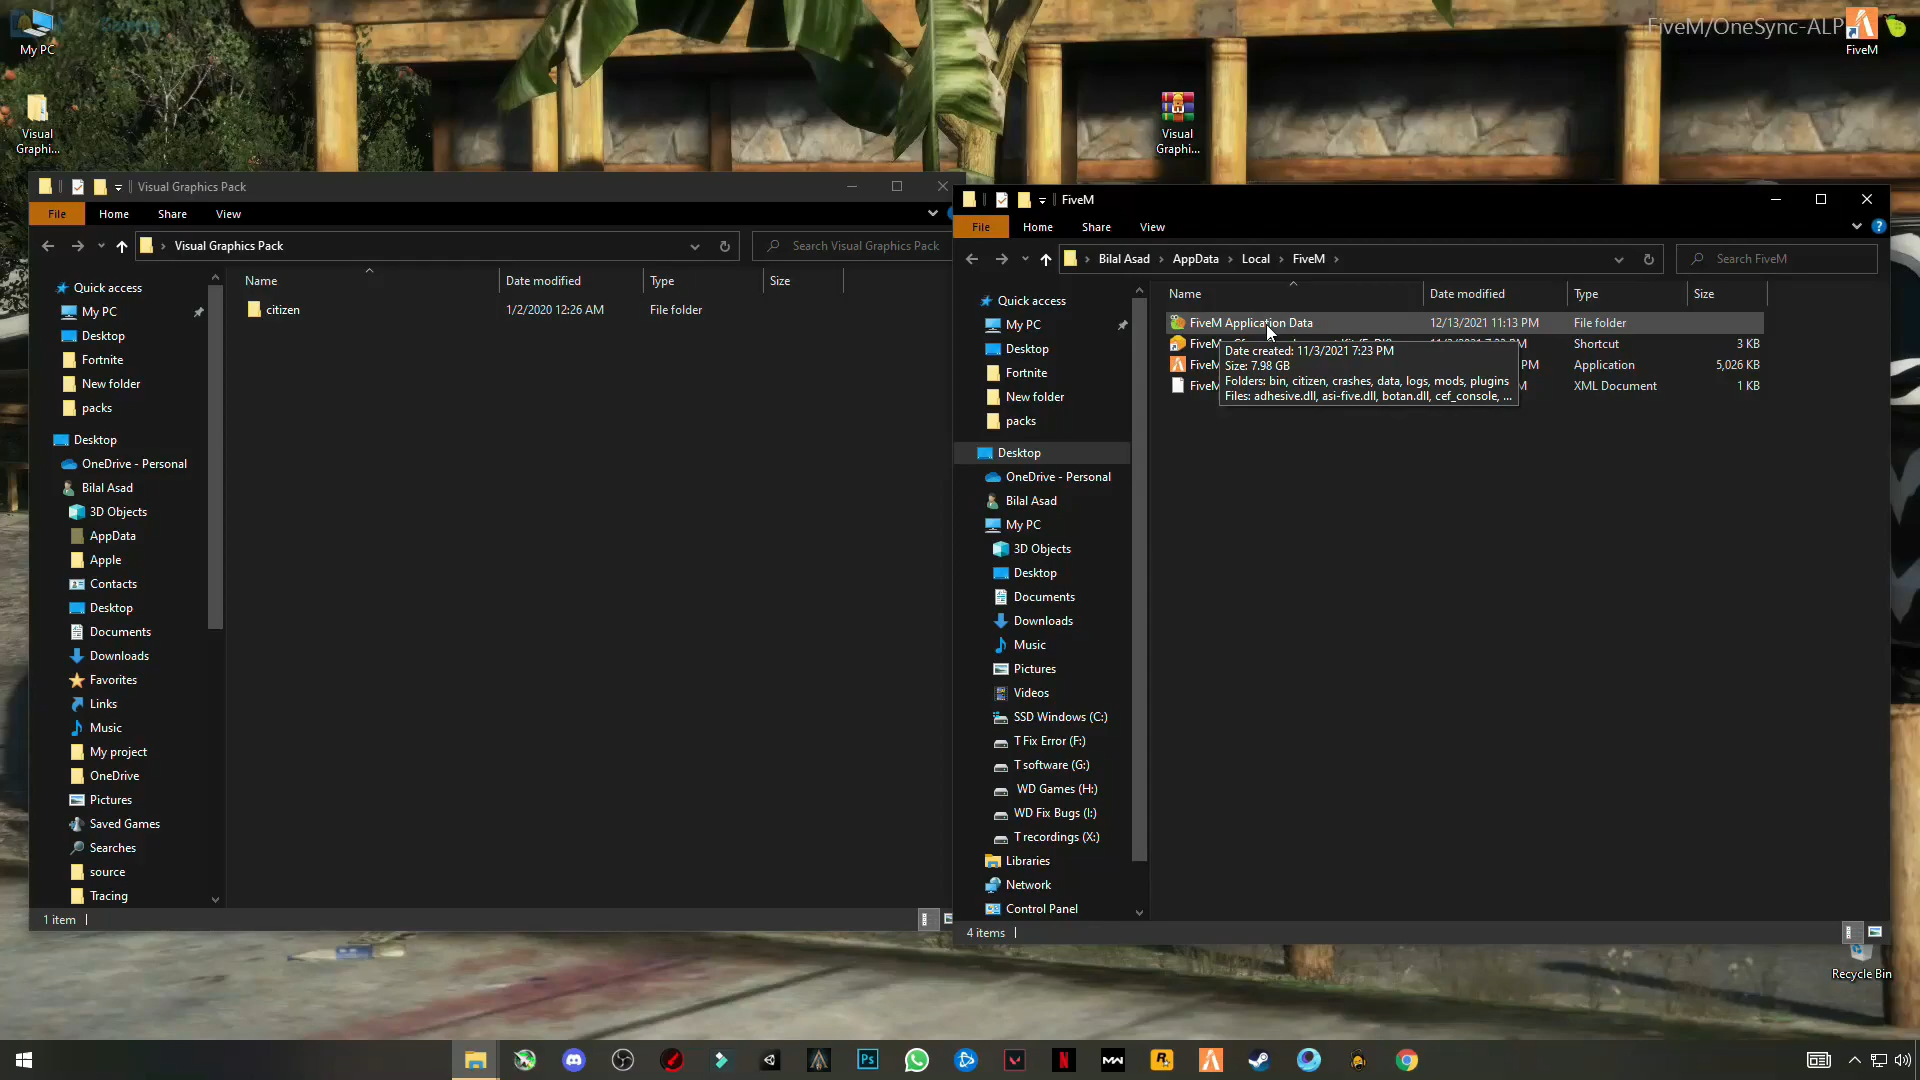 My PC
Visual
Graphi...
Visual
Graphi...
FiveM/OneSync-ALP
FiveM
Visual Graphics Pack
File
Home
Share
View
Visual Graphics Pack
Search Visual Graphics Pack
Name
Date modified
Type
Size
citizen
1/2/2020 12:26 AM
File folder
Quick access
My PC
Desktop
Fortnite
New folder
packs
Desktop
OneDrive - Personal
Bilal Asad
3D Objects
AppData
Apple
Contacts
Desktop
Documents
Downloads
Favorites
Links
Music
My project
OneDrive
Pictures
Saved Games
Searches
source
Tracing
1 item
FiveM
File
Home
Share
View
Bilal Asad
AppData
Local
FiveM
Search FiveM
Name
Date modified
Type
Size
FiveM Application Data
12/13/2021 11:13 PM
File folder
FiveM
Shortcut
3 KB
FiveM
PM
Application
5,026 KB
FiveM
XML Document
1 KB
Date created: 11/3/2021 7:23 PM
Size: 7.98 GB
Folders: bin, citizen, crashes, data, logs, mods, plugins
Files: adhesive.dll, asi-five.dll, botan.dll, cef_console, ...
Quick access
My PC
Desktop
Fortnite
New folder
packs
Desktop
OneDrive - Personal
Bilal Asad
My PC
3D Objects
Desktop
Documents
Downloads
Music
Pictures
Videos
SSD Windows (C:)
T Fix Error (F:)
T software (G:)
WD Games (H:)
WD Fix Bugs (I:)
T recordings (X:)
Libraries
Network
Control Panel
4 items
Recycle Bin
Ps